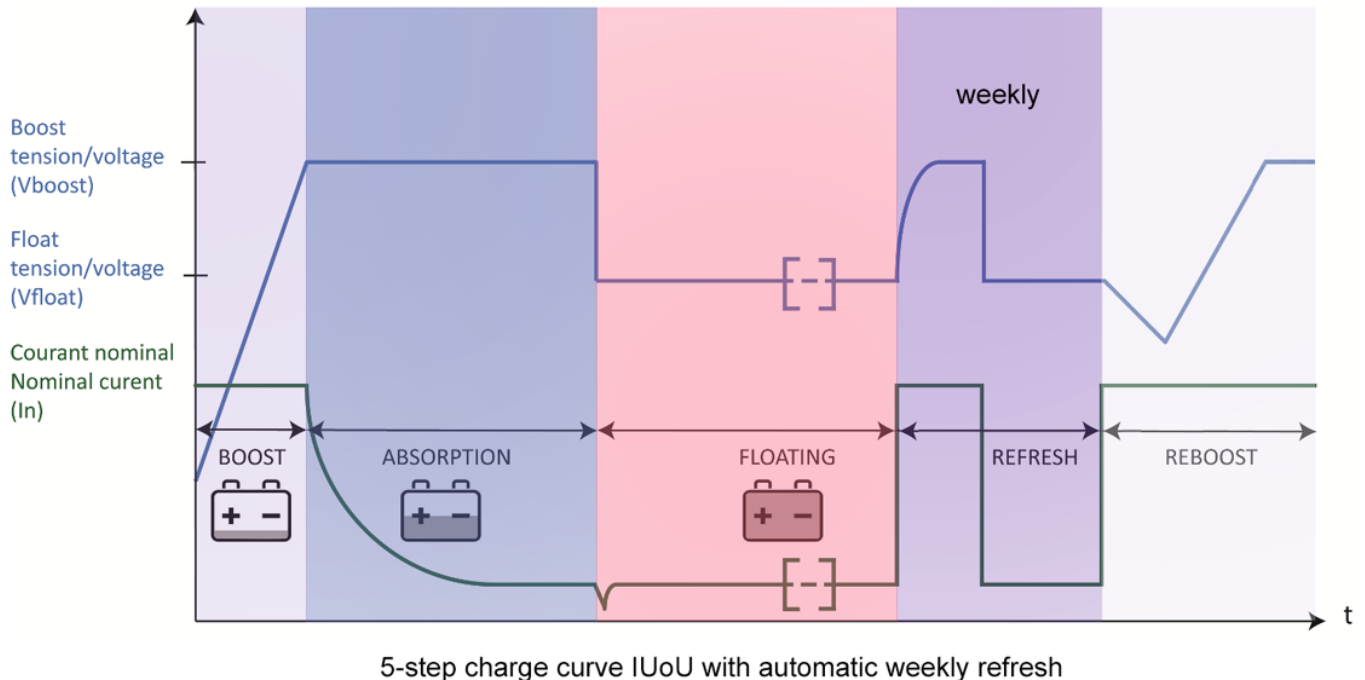 weekly
Boost
tension/voltage
(Vboost)
Float
tension/voltage
(Vfloat)
Courant nominal
Nominal curent
(In)
BOOST
ABSORPTION
FLOATING
REFRESH
REBOOST
+ -
+ -
+ -
t
5-step charge curve IUoU with automatic weekly refresh